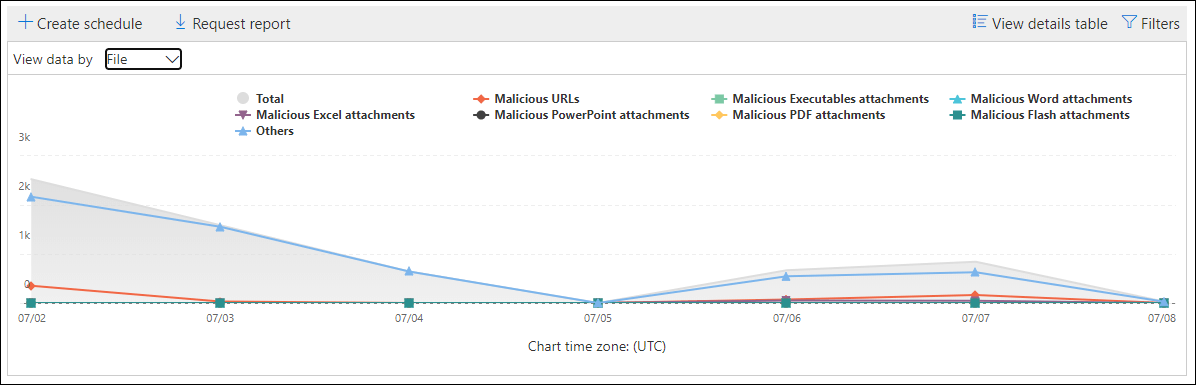 Create schedule Request report View details table Filters
View data by File
Total Malicious URLs Malicious Executables attachments Malicious Word attachments
Malicious Excel attachments Malicious PowerPoint attachments Malicious PDF attachments Malicious Flash attachments
Others
3k
2k
1k
0
07/02 07/03 07/04 07/05 07/06 07/07 07/08
Chart time zone: (UTC)